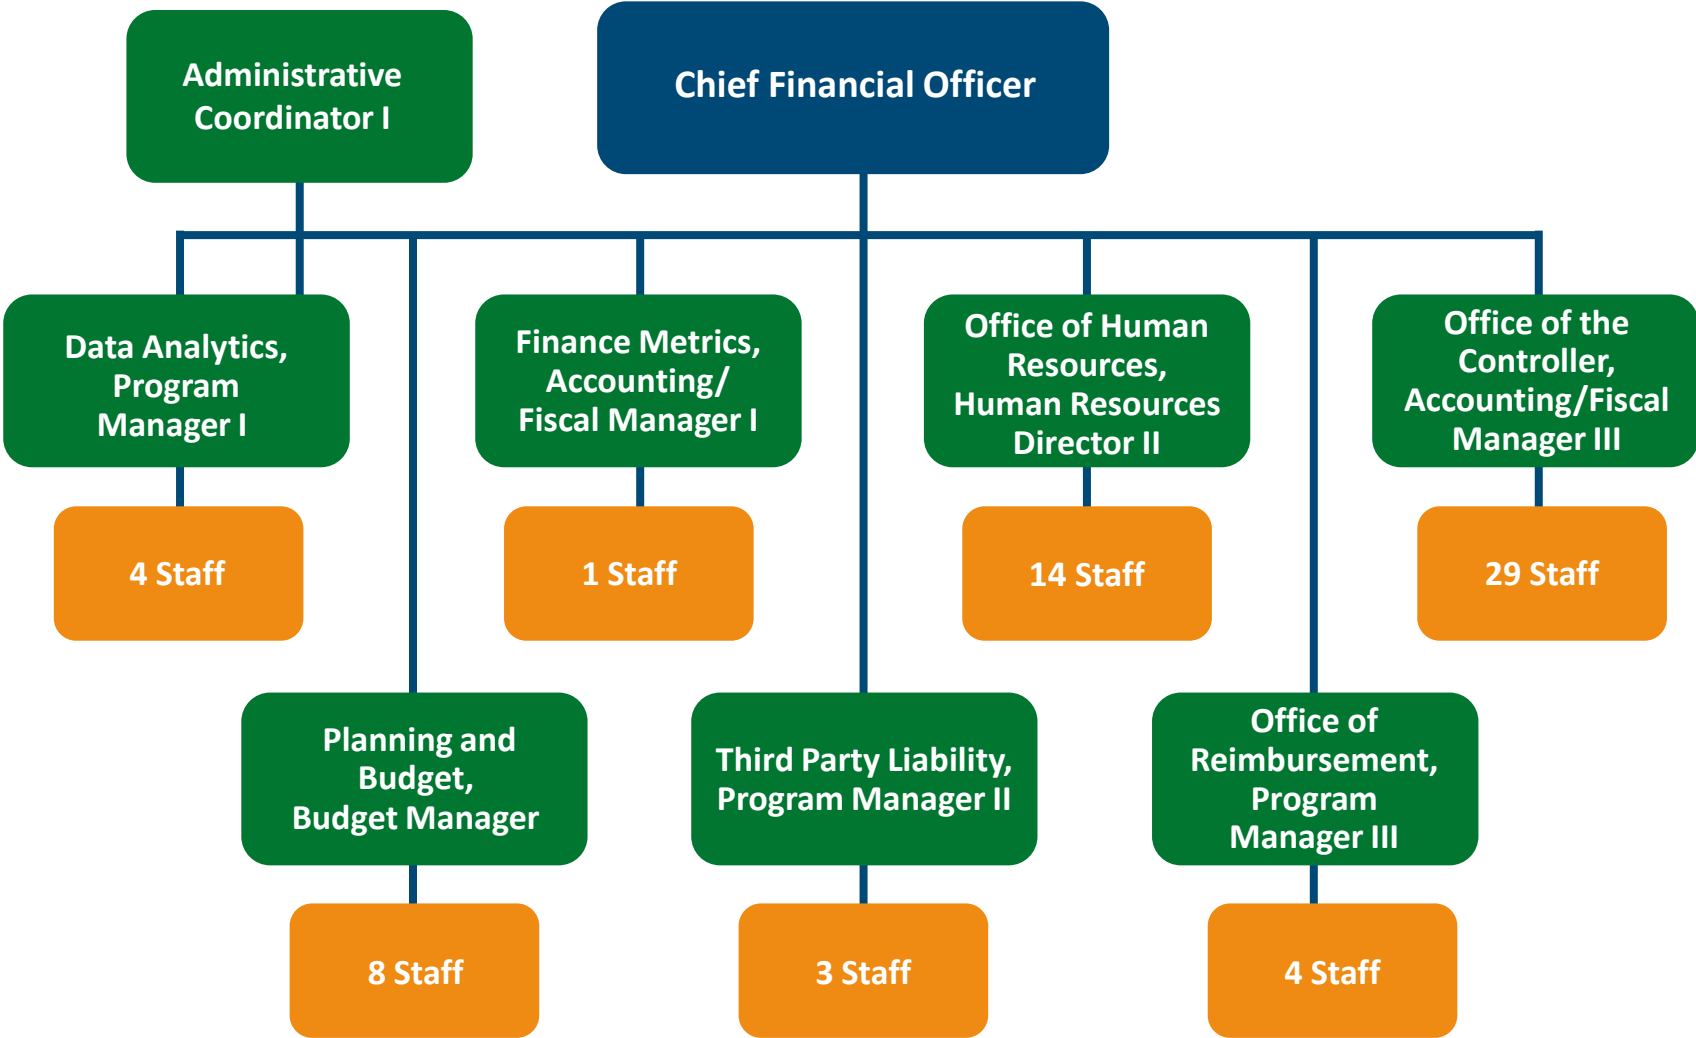 Administrative
Coordinator I
Chief Financial Officer
Data Analytics,
Program
Manager I
Finance Metrics,
Accounting/
Fiscal Manager I
Office of Human
Resources,
Human Resources
Director II
Office of the
Controller,
Accounting/Fiscal
Manager III
4 Staff
1 Staff
14 Staff
29 Staff
Planning and
Budget,
Budget Manager
Third Party Liability,
Program Manager II
Office of
Reimbursement,
Program
Manager III
8 Staff
3 Staff
4 Staff